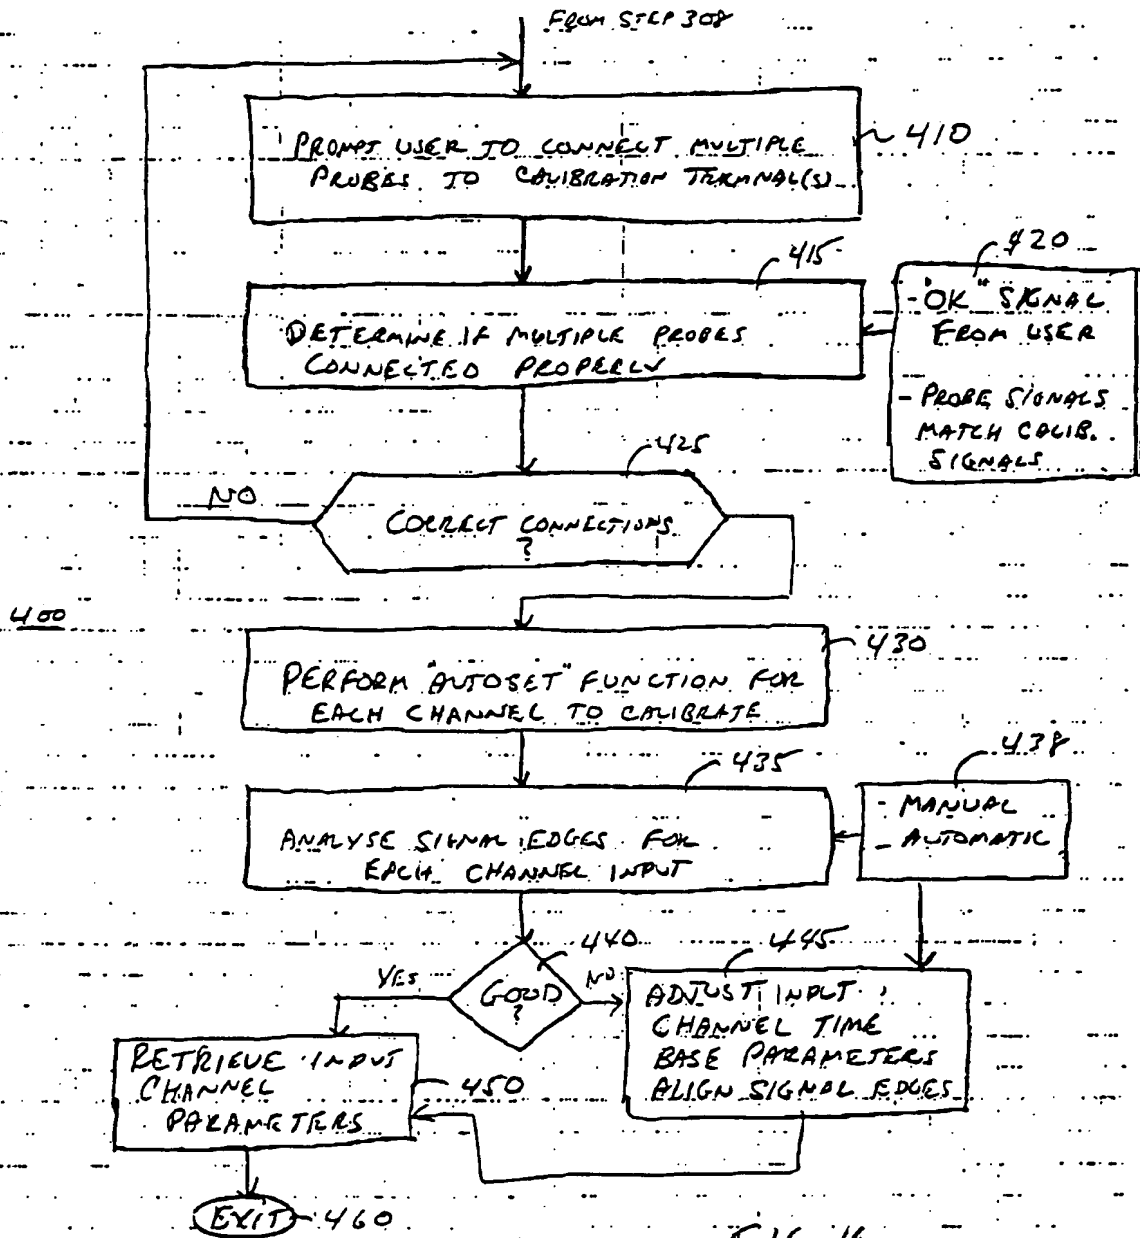 FROM STEP 308
PROMPT USER TO CONNECT MULTIPLE
PROBES TO CALIBRATION TERMINAL(S)
410
415
420
DETERMINE IF MULTIPLE PROBES
CONNECTED PROPERLY
- "OK" SIGNAL
FROM USER
- PROBE SIGNALS
MATCH CALIB.
SIGNALS
425
NO
CORRECT CONNECTIONS
?
400
430
PERFORM "AUTOSET" FUNCTION FOR
EACH CHANNEL TO CALIBRATE
435
438
ANALYSE SIGNAL EDGES FOR
EACH CHANNEL INPUT
- MANUAL
- AUTOMATIC
440
445
YES
GOOD
?
NO
ADJUST INPUT
CHANNEL TIME
BASE PARAMETERS
ALIGN SIGNAL EDGES
RETRIEVE INPUT
CHANNEL
PARAMETERS
450
EXIT
460